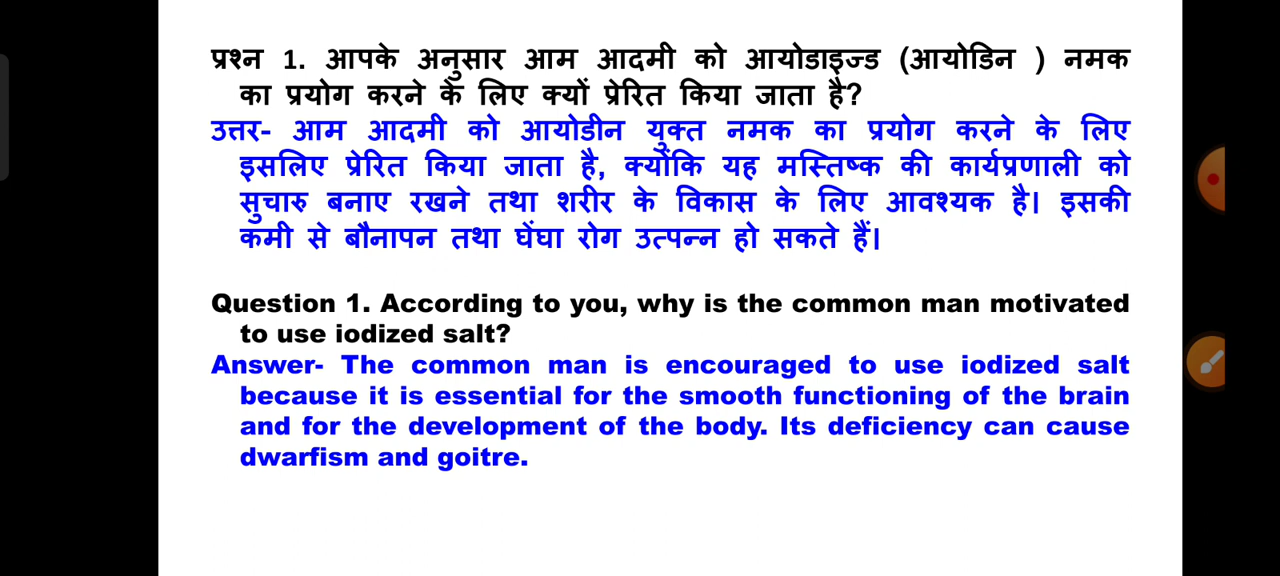 प्रश्न 1. आपके अनुसार आम आदमी को आयोडाइज्ड (आयोडिन ) नमक
का प्रयोग करने के लिए क्यों प्रेरित किया जाता है?
उत्तर- आम आदमी को आयोडीन युक्त नमक का प्रयोग करने के लिए
इसलिए प्रेरित किया जाता है, क्योंकि यह मस्तिष्क की कार्यप्रणाली को
सुचारु बनाए रखने तथा शरीर के विकास के लिए आवश्यक है। इसकी
कमी से बौनापन तथा घेंघा रोग उत्पन्न हो सकते हैं।
Question 1. According to you, why is the common man motivated
to use iodized salt?
Answer- The common man is encouraged to use iodized salt
because it is essential for the smooth functioning of the brain
and for the development of the body. Its deficiency can cause
dwarfism and goitre.